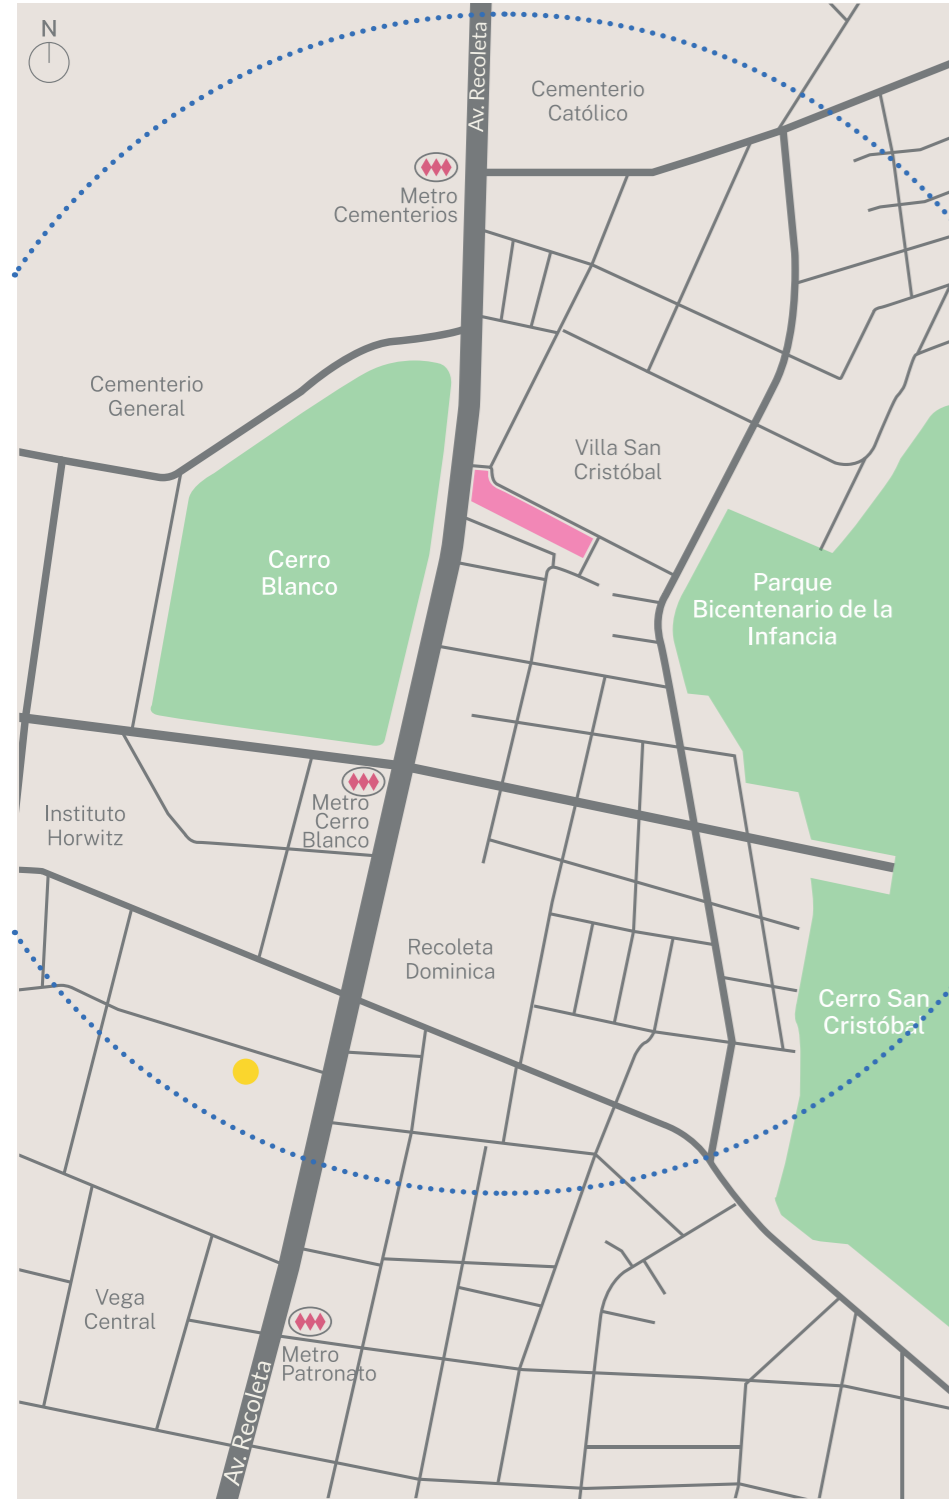 N
Av. Recoleta
Cementerio
Católico
Metro
Cementerios
Cementerio
General
Villa San
Cristóbal
Cerro
Blanco
Parque
Bicentenario de la
Infancia
Metro
Cerro
Blanco
Instituto
Horwitz
Recoleta
Dominica
Cerro San
Cristóbal
Vega
Central
Metro
Patronato
Av. Recoleta